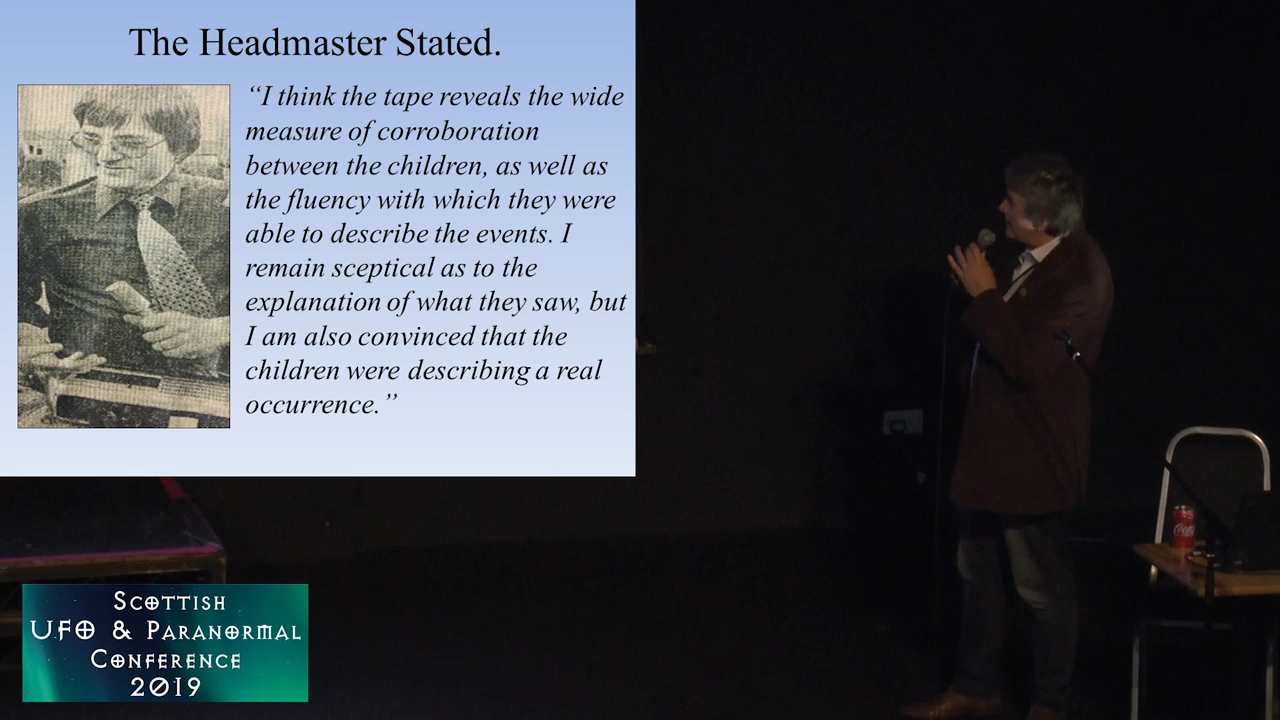 The Headmaster Stated.
“I think the tape reveals the wide
measure of corroboration
between the children, as well as
the fluency with which they were
able to describe the events. I
remain sceptical as to the
explanation of what they saw, but
I am also convinced that the
children were describing a real
occurrence.”
Scottish
UFO & Paranormal
Conference
2019